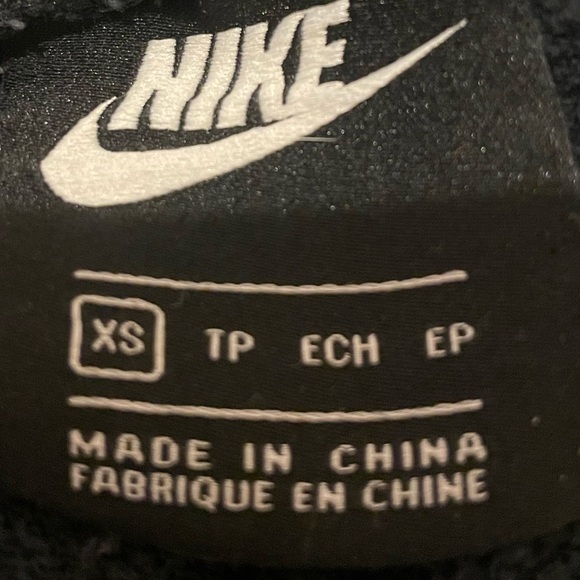 NIKE
XS TP ECH EP
MADE IN CHINA
FABRIQUE EN CHINE